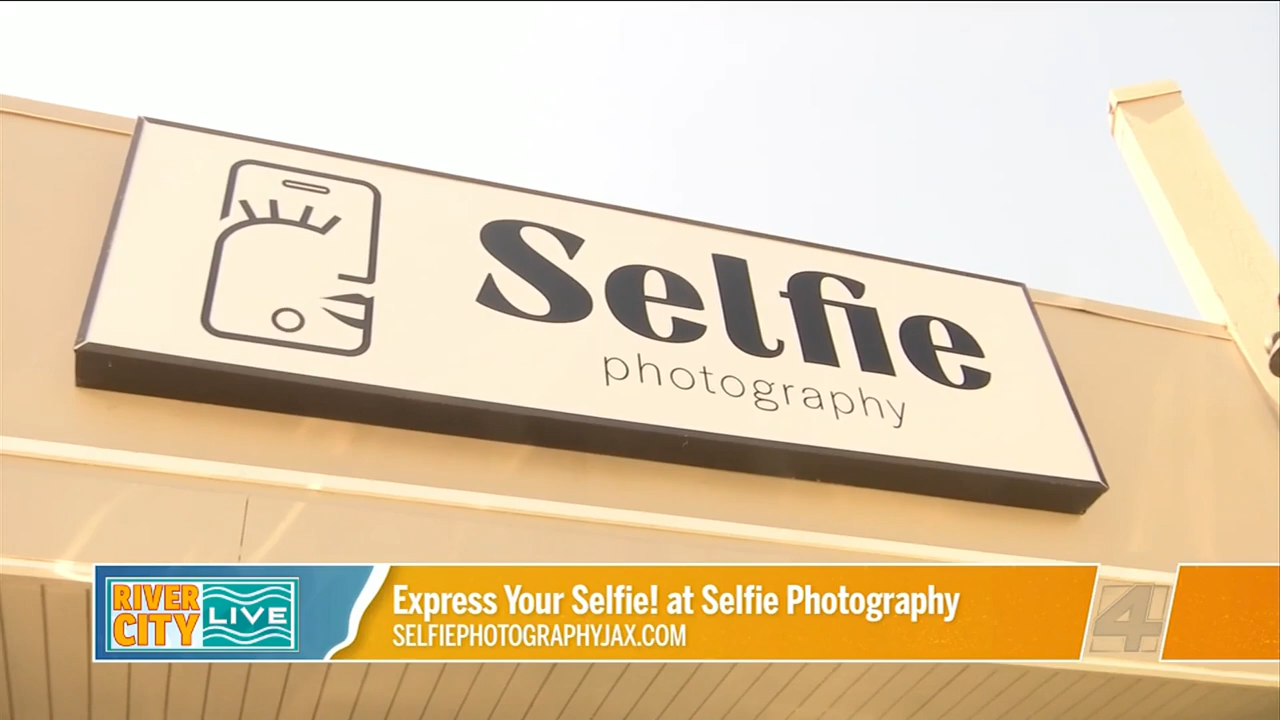 Selfie
photography
RIVER
CITY
LIVE
Express Your Selfie! at Selfie Photography
SELFIEPHOTOGRAPHYJAX.COM
4